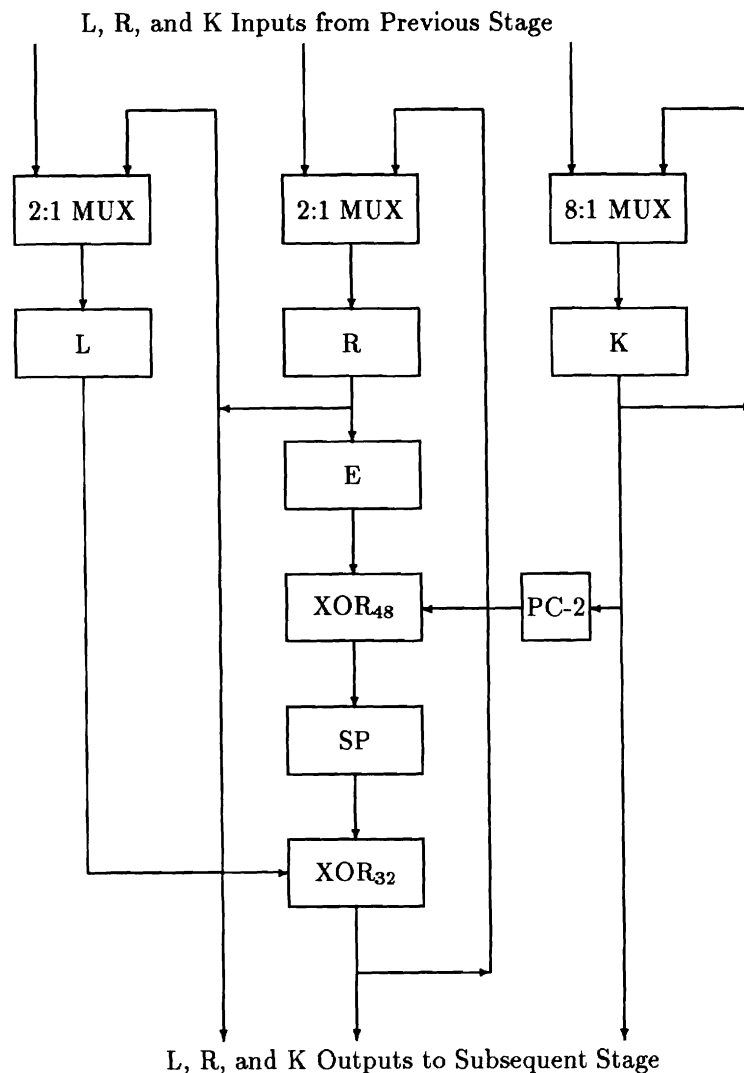 L, R, and K Inputs from Previous Stage
2:1 MUX
2:1 MUX
8:1 MUX
L
R
K
E
XOR₄₈
PC-2
SP
XOR₃₂
L, R, and K Outputs to Subsequent Stage